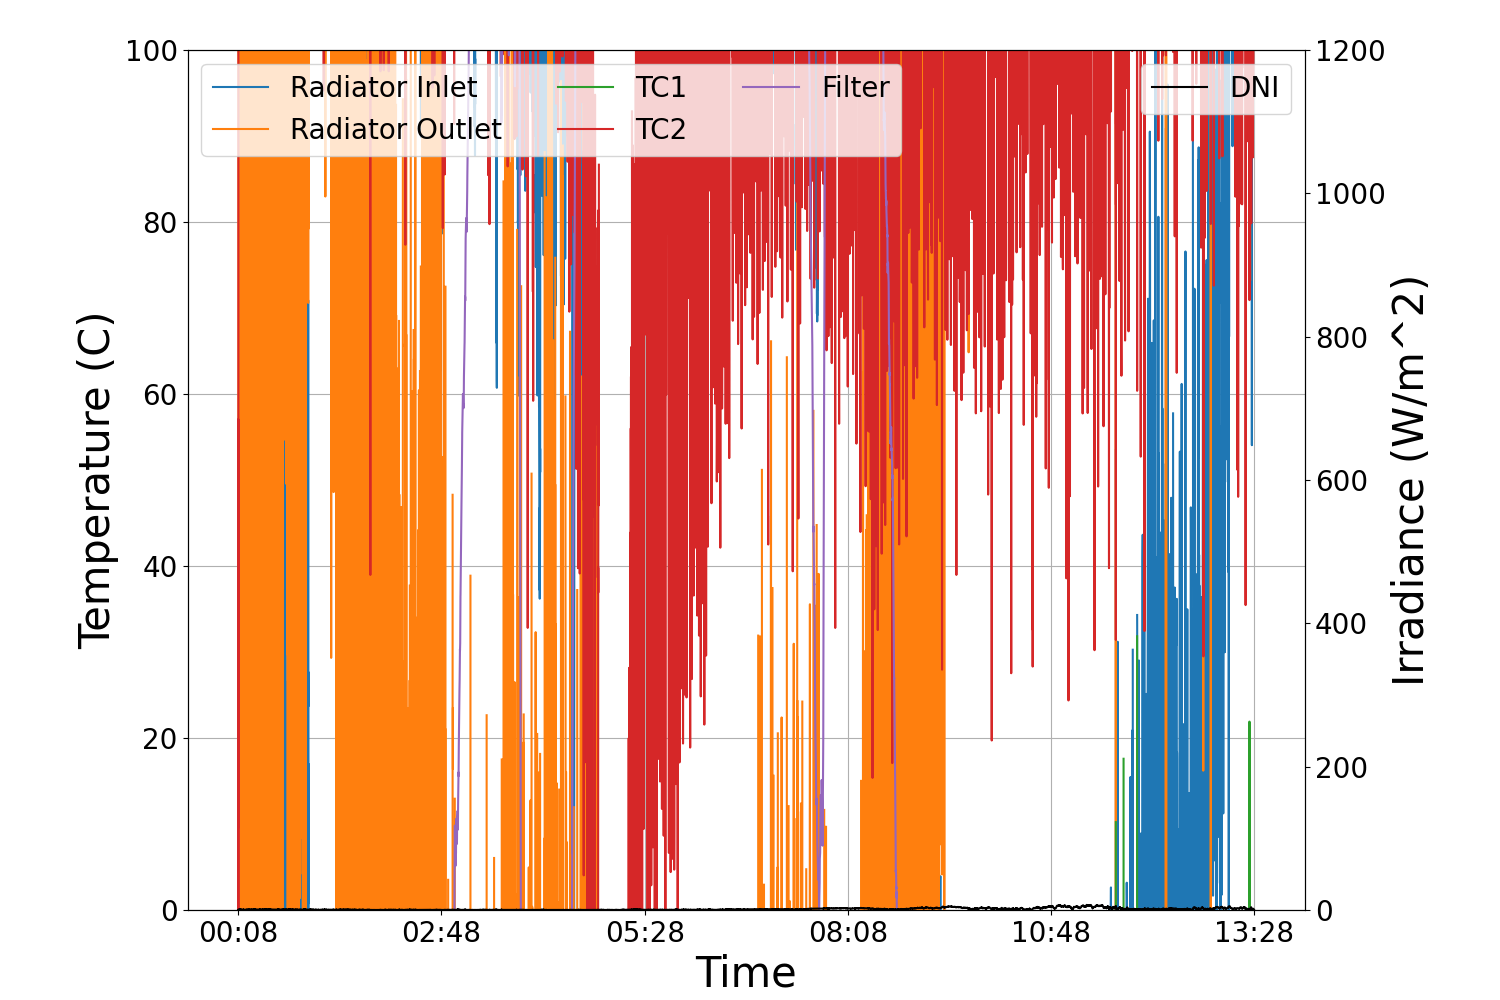 Radiator Inlet
Radiator Outlet
TC1
TC2
Filter
DNI
Temperature (C)
100
80
60
40
20
0
Irradiance (W/m^2)
1200
1000
800
600
400
200
0
00:08 02:48 05:28 08:08 10:48 13:28
Time